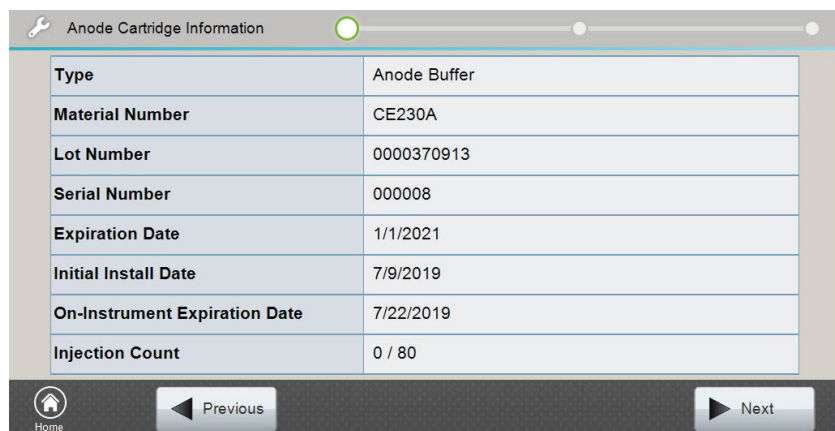 Anode Cartridge Information
Type Anode Buffer
Material Number CE230A
Lot Number 0000370913
Serial Number 000008
Expiration Date 1/1/2021
Initial Install Date 7/9/2019
On-Instrument Expiration Date 7/22/2019
Injection Count 0 / 80
Home Previous Next